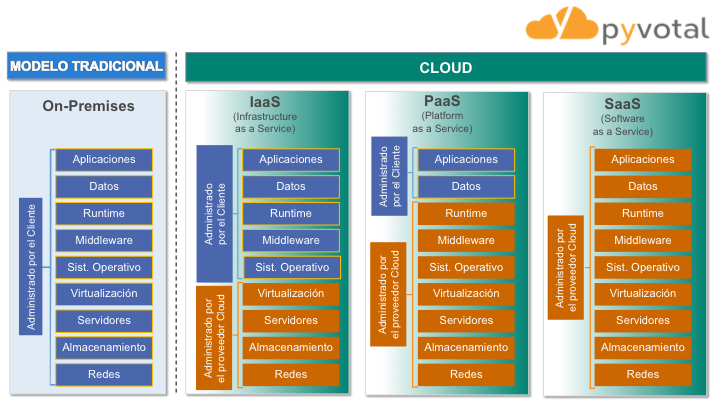 pyvotal
MODELO TRADICIONAL
CLOUD
On-Premises
Administrado por el Cliente
Aplicaciones
Datos
Runtime
Middleware
Sist. Operativo
Virtualización
Servidores
Almacenamiento
Redes
IaaS
(Infrastructure
as a Service)
Administrado
por el Cliente
Administrado por
el proveedor Cloud
Aplicaciones
Datos
Runtime
Middleware
Sist. Operativo
Virtualización
Servidores
Almacenamiento
Redes
PaaS
(Platform
as a Service)
Administrado
por el Cliente
Administrado por
el proveedor Cloud
Aplicaciones
Datos
Runtime
Middleware
Sist. Operativo
Virtualización
Servidores
Almacenamiento
Redes
SaaS
(Software
as a Service)
Administrado por
el proveedor Cloud
Aplicaciones
Datos
Runtime
Middleware
Sist. Operativo
Virtualización
Servidores
Almacenamiento
Redes